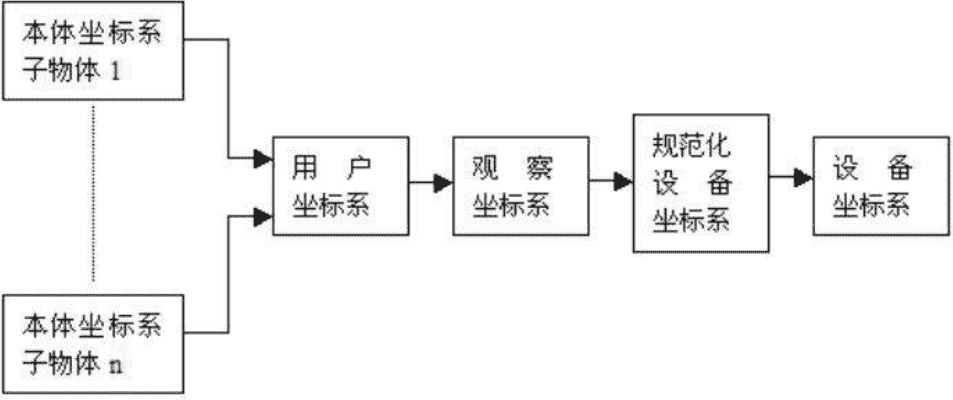 本体坐标系
子物体 1
用 户
坐标系
观 察
坐标系
规范化
设 备
坐标系
设 备
坐标系
本体坐标系
子物体 n